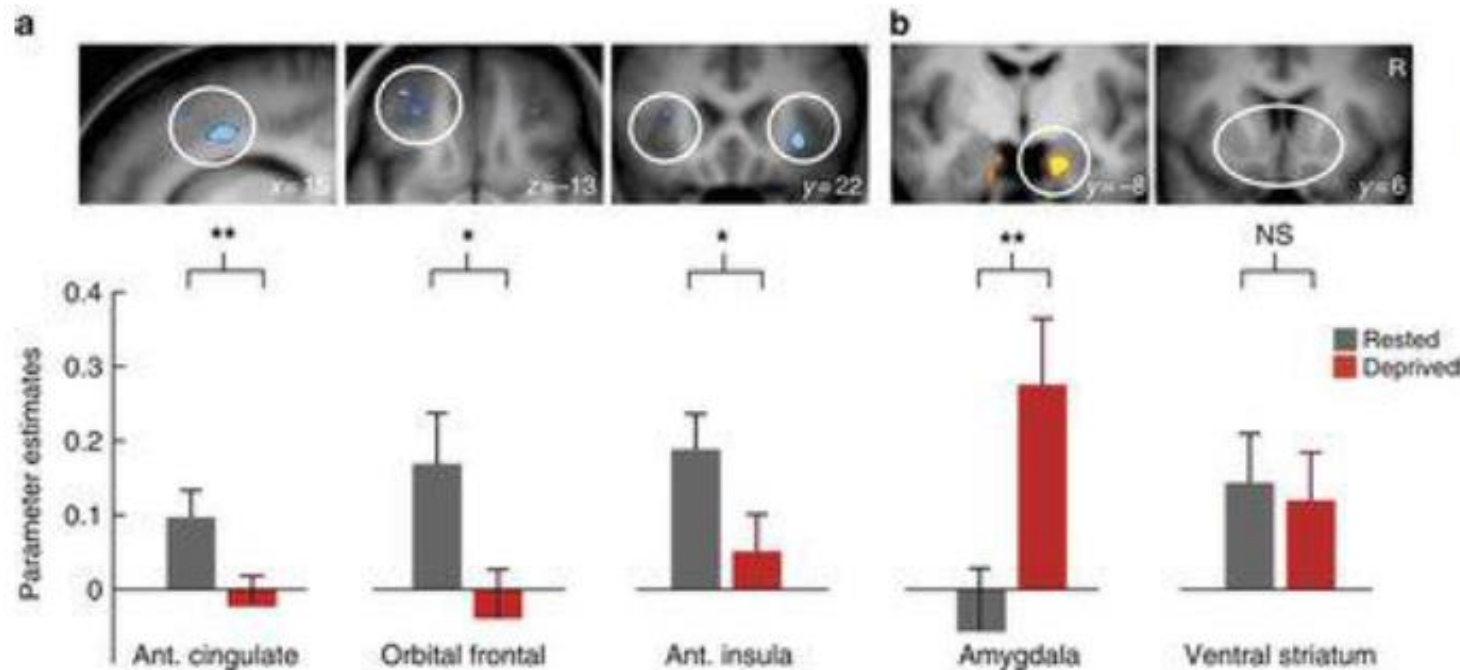 a
b
R
x= 15
z=–13
y= 22
y=–8
y= 6
**
*
*
**
NS
0.4
0.3
0.2
0.1
0
Parameter estimates
Rested
Deprived
Ant. cingulate
Orbital frontal
Ant. insula
Amygdala
Ventral striatum